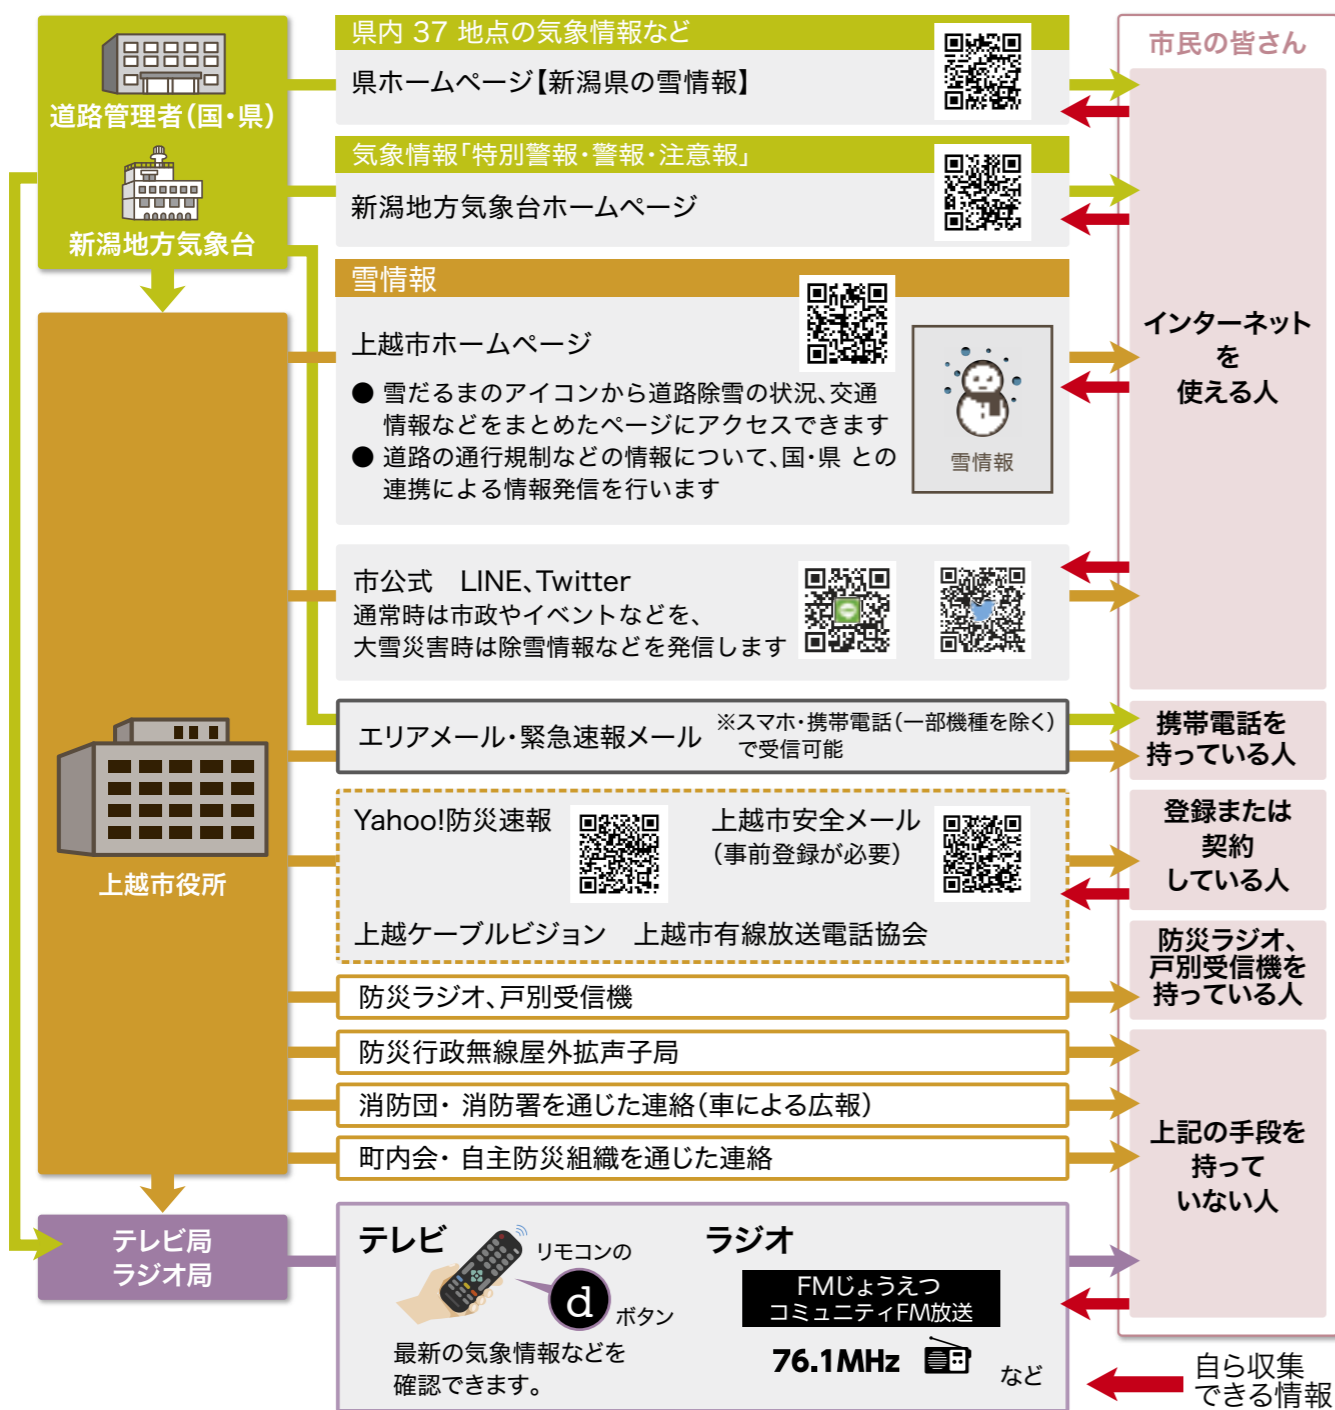 道路管理者（国・県）
新潟地方気象台
上越市役所
テレビ局
ラジオ局
県内 37 地点の気象情報など
県ホームページ【新潟県の雪情報】
気象情報「特別警報・警報・注意報」
新潟地方気象台ホームページ
雪情報
上越市ホームページ
● 雪だるまのアイコンから道路除雪の状況、交通
情報などをまとめたページにアクセスできます
● 道路の通行規制などの情報について、国・県 との
連携による情報発信を行います
雪情報
市公式　LINE、Twitter
通常時は市政やイベントなどを、
大雪災害時は除雪情報などを発信します
エリアメール・緊急速報メール
※スマホ・携帯電話（一部機種を除く）
で受信可能
Yahoo!防災速報
上越市安全メール
（事前登録が必要）
上越ケーブルビジョン　上越市有線放送電話協会
防災ラジオ、戸別受信機
防災行政無線屋外拡声子局
消防団・ 消防署を通じた連絡（車による広報）
町内会・ 自主防災組織を通じた連絡
テレビ
リモコンの
d
ボタン
最新の気象情報などを
確認できます。
ラジオ
FMじょうえつ
コミュニティFM放送
76.1MHz
など
市民の皆さん
インターネット
を
使える人
携帯電話を
持っている人
登録または
契約
している人
防災ラジオ、
戸別受信機を
持っている人
上記の手段を
持って
いない人
自ら収集
できる情報